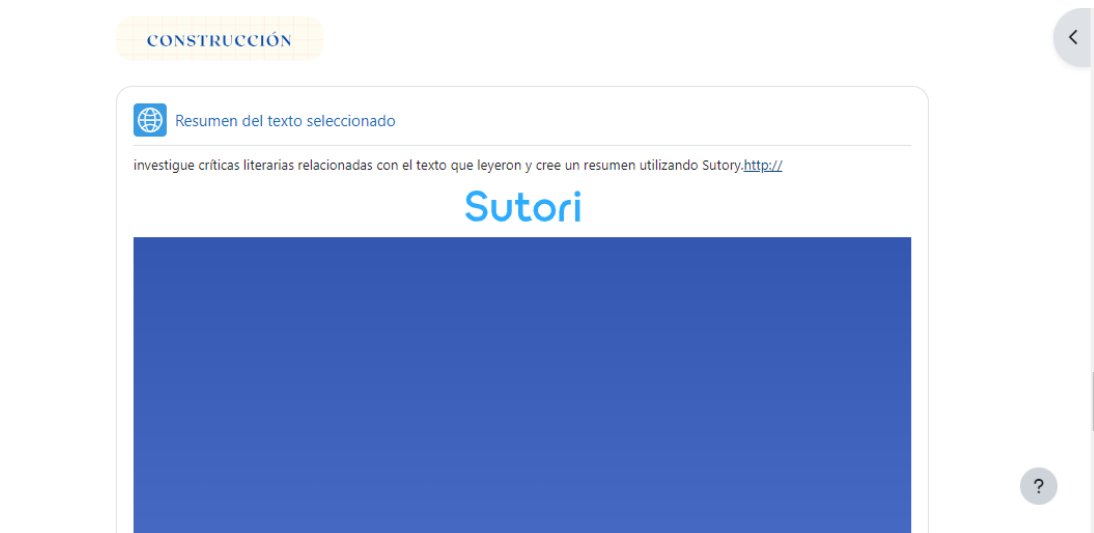 CONSTRUCCIÓN
Resumen del texto seleccionado
investigue críticas literarias relacionadas con el texto que leyeron y cree un resumen utilizando Sutory.http://
Sutori
?